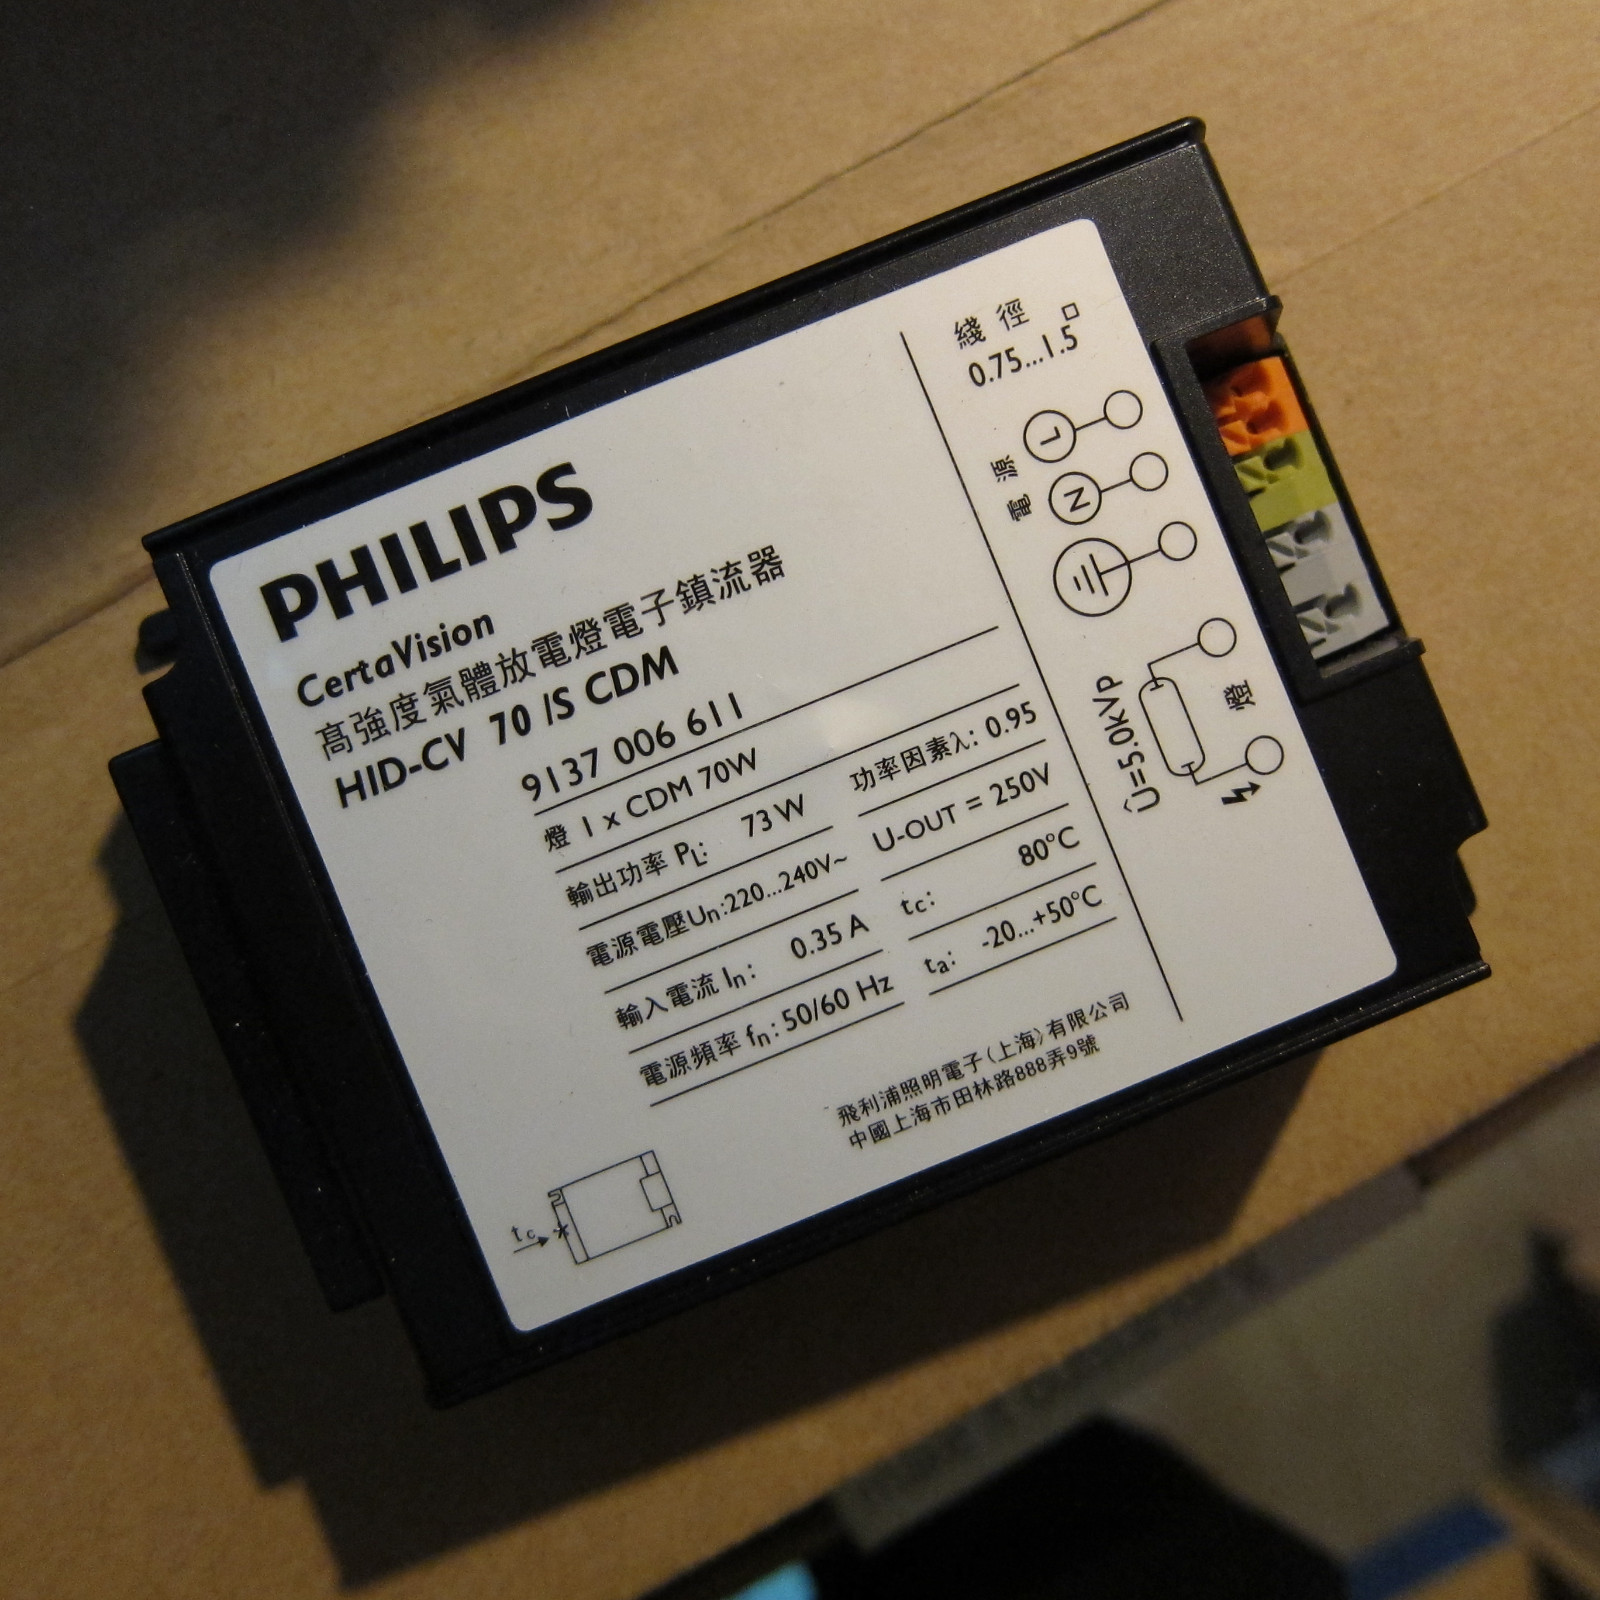 PHILIPS
CertaVision
高強度氣體放電燈電子鎮流器
HID-CV 70 /S CDM
9137 006 611
燈 1 x CDM 70W
輸出功率 PL: 73W 功率因素λ: 0.95
電源電壓Un:220...240V~ U-OUT = 250V
輸入電流 In: 0.35 A tc: 80°C
電源頻率 fn: 50/60 Hz ta: -20...+50°C
飛利浦照明電子(上海)有限公司
中國上海市田林路888弄9號
tc
綫徑 □
0.75...1.5
電源
L
N
Û=5.0kVp
燈